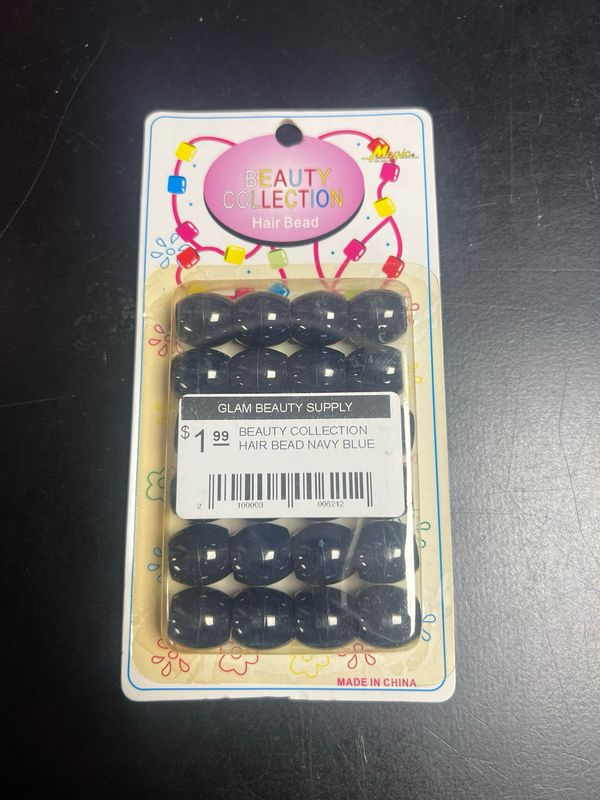 Magic
BEAUTY
COLLECTION
Hair Bead
GLAM BEAUTY SUPPLY
$1 99
BEAUTY COLLECTION
HAIR BEAD NAVY BLUE
2 100003 006212
MADE IN CHINA